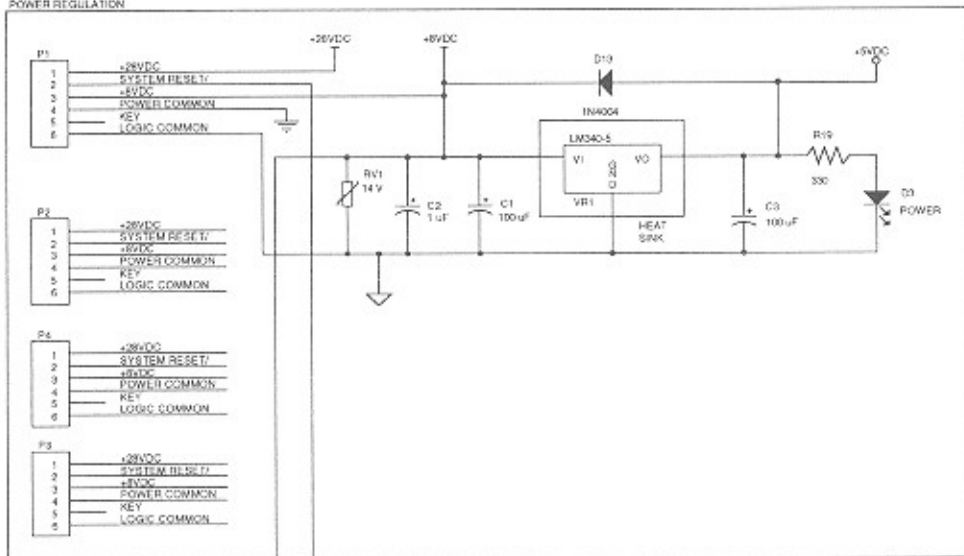 POWER REGULATION
P1
1 +28VDC
2 SYSTEM RESET/
3 +8VDC
4 POWER COMMON
5 KEY
6 LOGIC COMMON
+28VDC
+8VDC
+5VDC
D13
1N4004
LM340-5
VI
GND
VO
VR1
HEAT
SINK
RV1
14 V
C2
1 uF
C1
100 uF
C3
100 uF
R19
330
D3
POWER
P2
1 +28VDC
2 SYSTEM RESET/
3 +8VDC
4 POWER COMMON
5 KEY
6 LOGIC COMMON
P4
1 +28VDC
2 SYSTEM RESET/
3 +8VDC
4 POWER COMMON
5 KEY
6 LOGIC COMMON
P3
1 +28VDC
2 SYSTEM RESET/
3 +8VDC
4 POWER COMMON
5 KEY
6 LOGIC COMMON